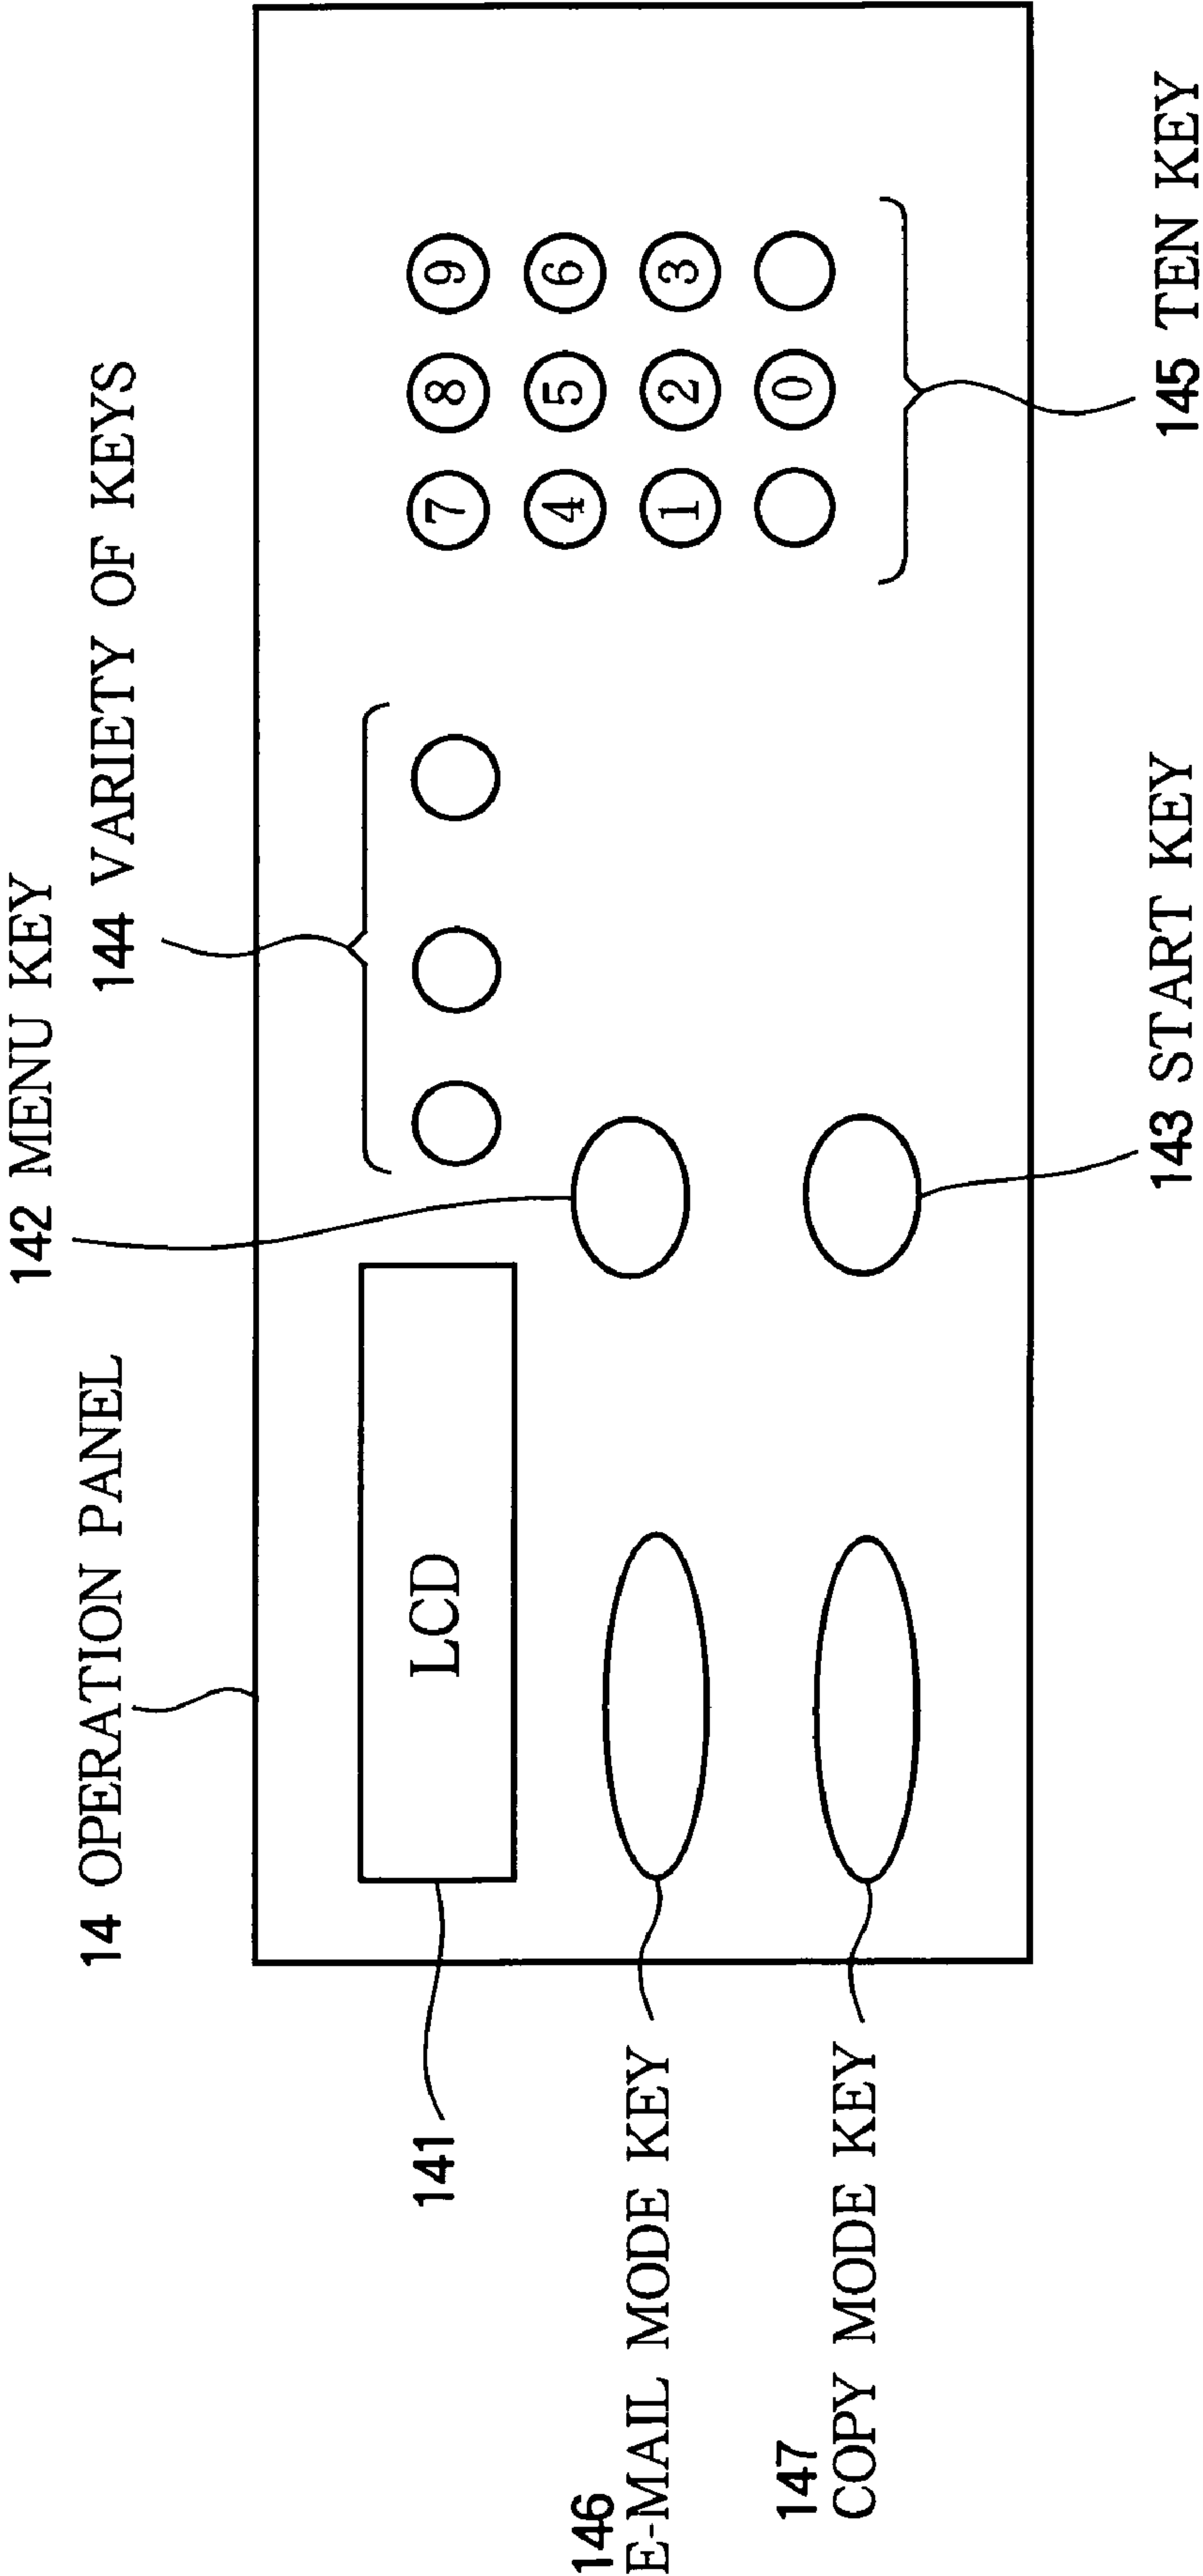 142 MENU KEY
14 OPERATION PANEL
144 VARIETY OF KEYS
141
LCD
7 8 9
4 5 6
146
E-MAIL MODE KEY
1 2 3
0
147
COPY MODE KEY
143 START KEY
145 TEN KEY